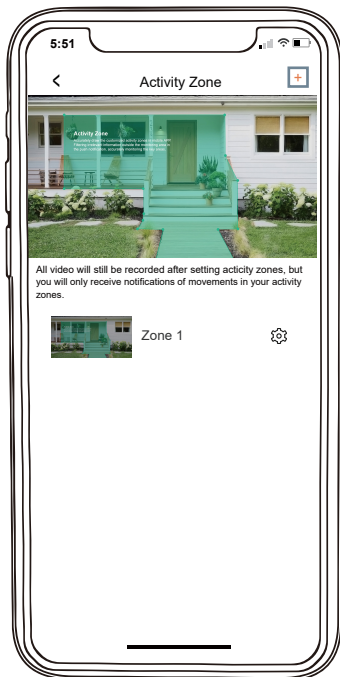 5:51
Activity Zone
+
Activity Zone
All video will still be recorded after setting acticity zones, but
you will only receive notifications of movements in your activity
zones.
Zone 1